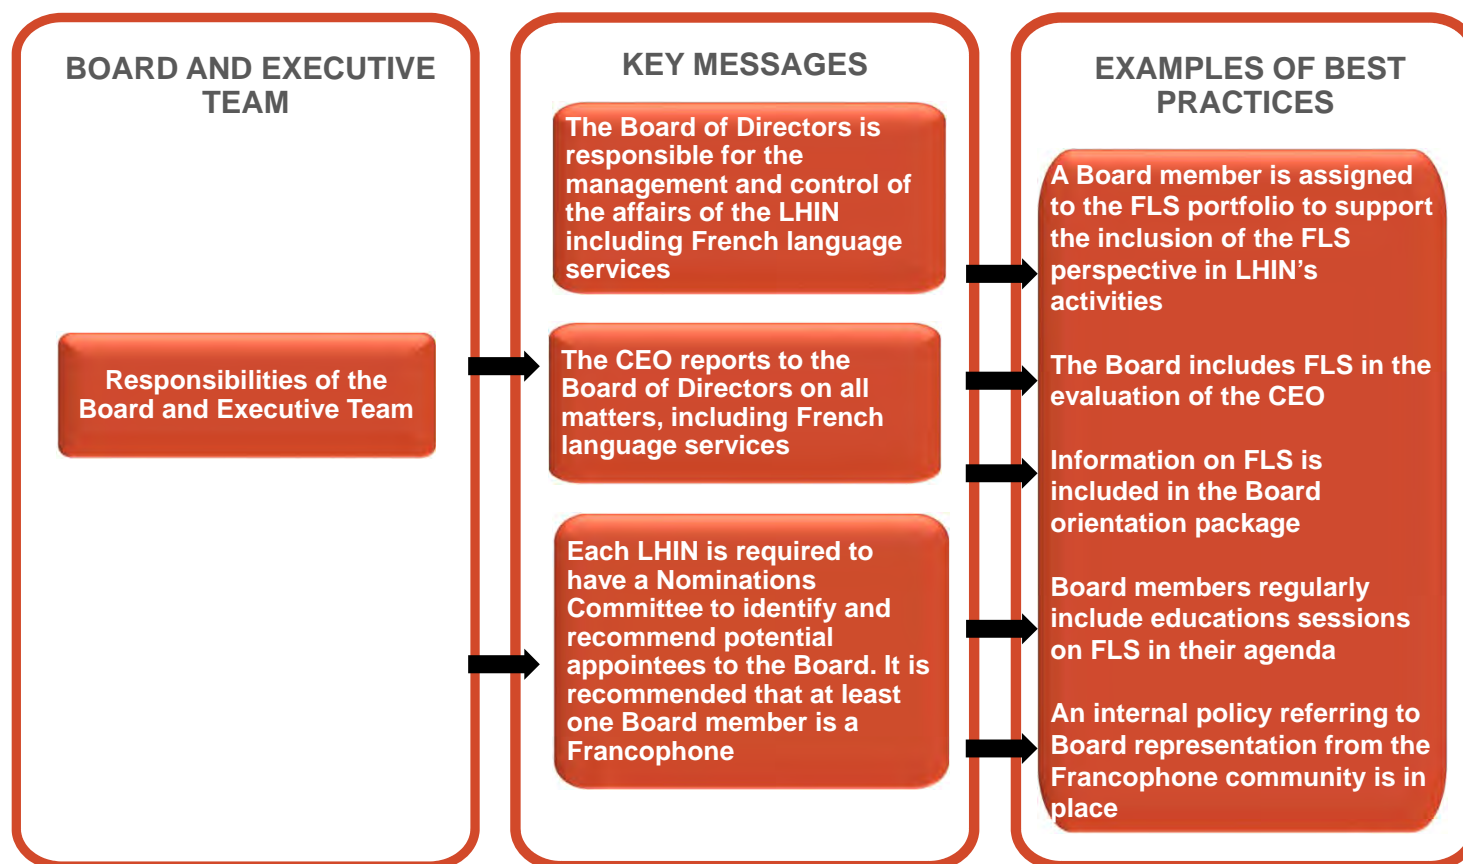 BOARD AND EXECUTIVE
TEAM
Responsibilities of the
Board and Executive Team
KEY MESSAGES
The Board of Directors is
responsible for the
management and control of
the affairs of the LHIN
including French language
services
The CEO reports to the
Board of Directors on all
matters, including French
language services
Each LHIN is required to
have a Nominations
Committee to identify and
recommend potential
appointees to the Board. It is
recommended that at least
one Board member is a
Francophone
EXAMPLES OF BEST
PRACTICES
A Board member is assigned
to the FLS portfolio to support
the inclusion of the FLS
perspective in LHIN’s
activities
The Board includes FLS in the
evaluation of the CEO
Information on FLS is
included in the Board
orientation package
Board members regularly
include educations sessions
on FLS in their agenda
An internal policy referring to
Board representation from the
Francophone community is in
place